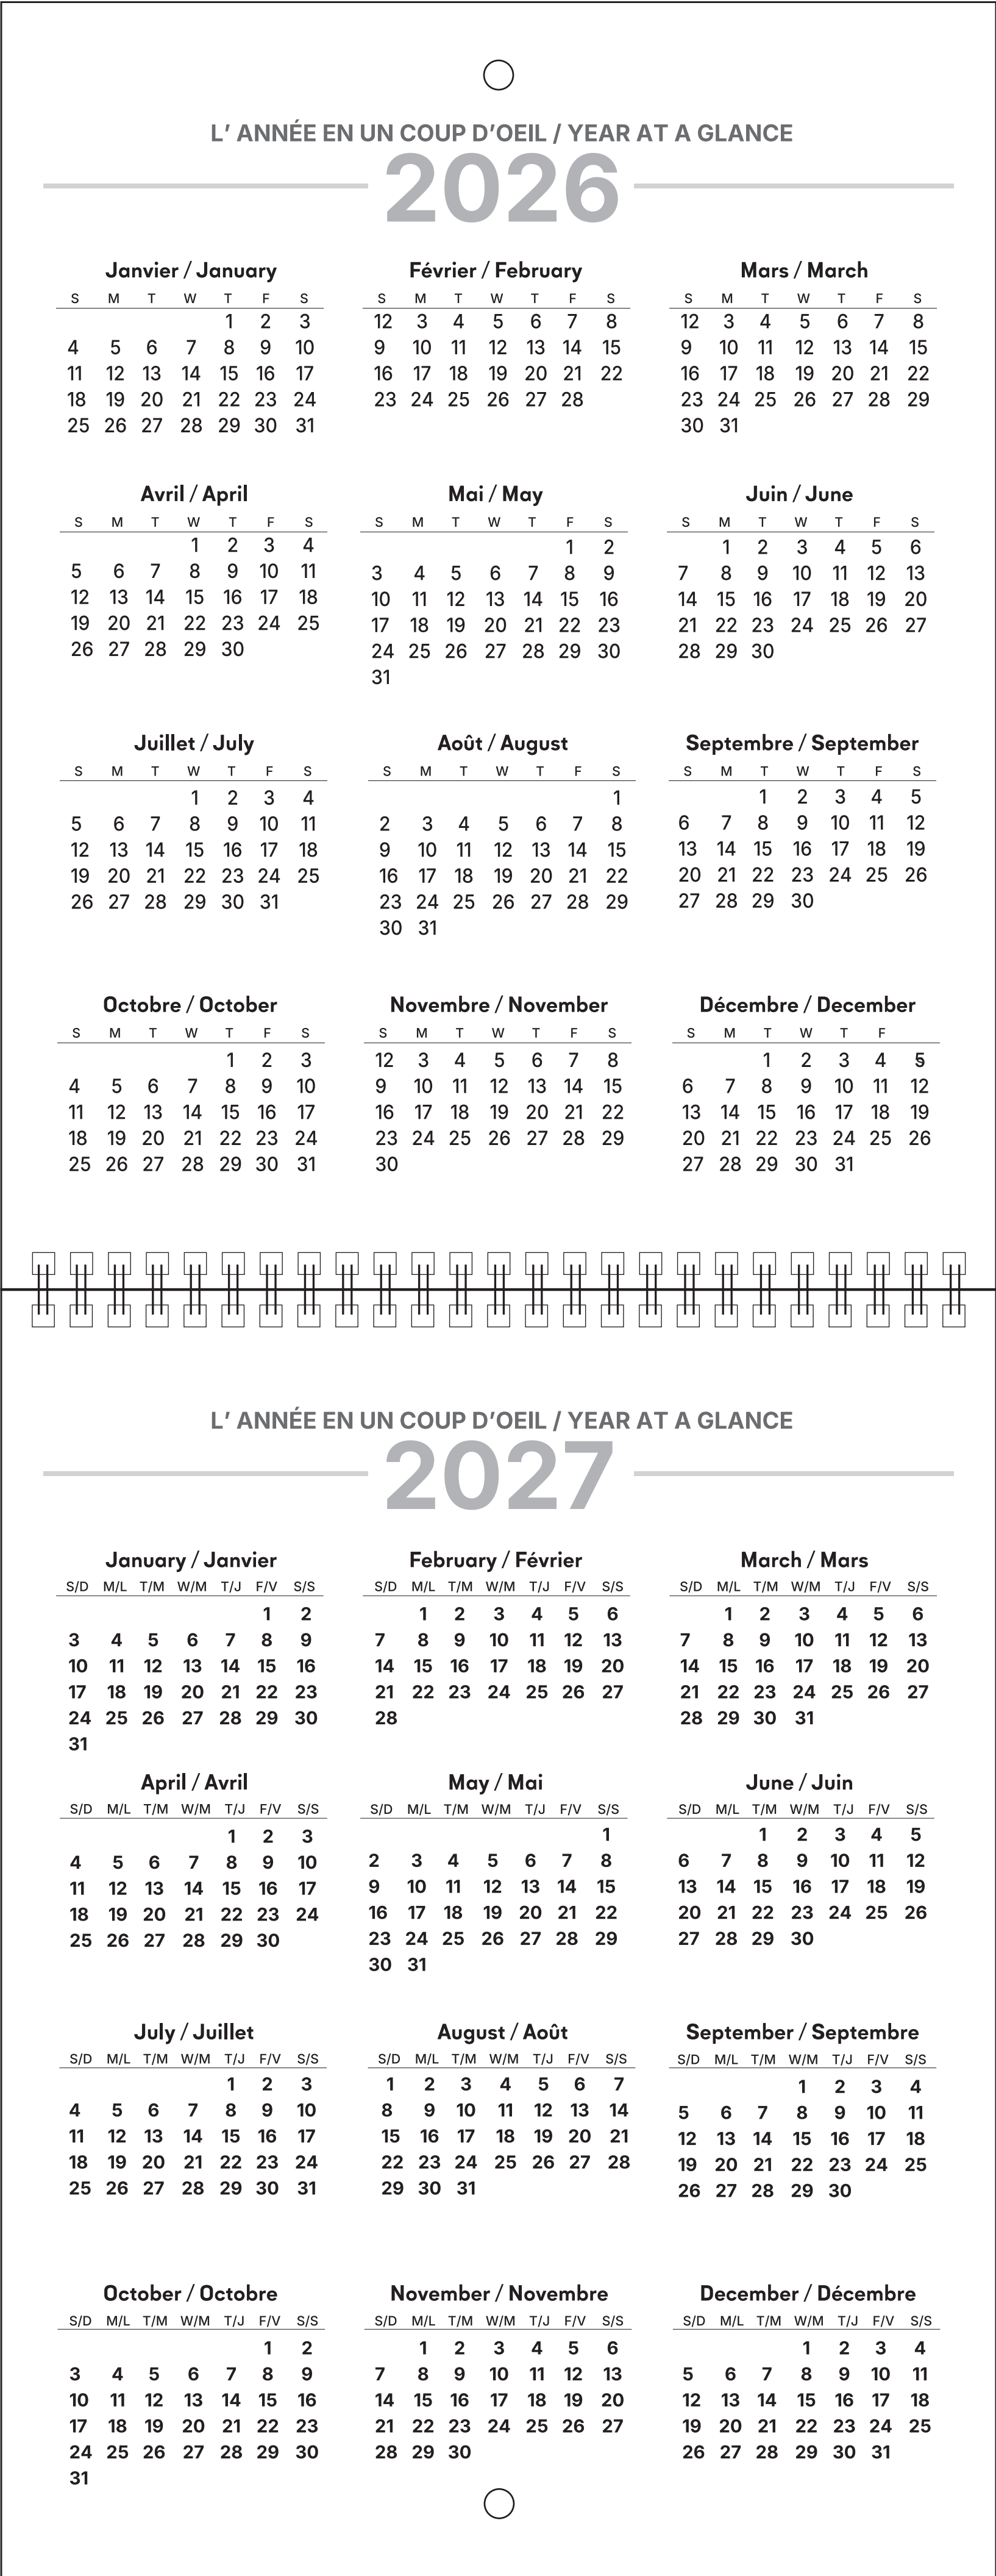 L’ ANNÉE EN UN COUP D’OEIL / YEAR AT A GLANCE
2026
Janvier / January
S M T W T F S
1 2 3
4 5 6 7 8 9 10
11 12 13 14 15 16 17
18 19 20 21 22 23 24
25 26 27 28 29 30 31
Février / February
S M T W T F S
12 3 4 5 6 7 8
9 10 11 12 13 14 15
16 17 18 19 20 21 22
23 24 25 26 27 28
Mars / March
S M T W T F S
12 3 4 5 6 7 8
9 10 11 12 13 14 15
16 17 18 19 20 21 22
23 24 25 26 27 28 29
30 31
Avril / April
S M T W T F S
1 2 3 4
5 6 7 8 9 10 11
12 13 14 15 16 17 18
19 20 21 22 23 24 25
26 27 28 29 30
Mai / May
S M T W T F S
1 2
3 4 5 6 7 8 9
10 11 12 13 14 15 16
17 18 19 20 21 22 23
24 25 26 27 28 29 30
31
Juin / June
S M T W T F S
1 2 3 4 5 6
7 8 9 10 11 12 13
14 15 16 17 18 19 20
21 22 23 24 25 26 27
28 29 30
Juillet / July
S M T W T F S
1 2 3 4
5 6 7 8 9 10 11
12 13 14 15 16 17 18
19 20 21 22 23 24 25
26 27 28 29 30 31
Août / August
S M T W T F S
1
2 3 4 5 6 7 8
9 10 11 12 13 14 15
16 17 18 19 20 21 22
23 24 25 26 27 28 29
30 31
Septembre / September
S M T W T F S
1 2 3 4 5
6 7 8 9 10 11 12
13 14 15 16 17 18 19
20 21 22 23 24 25 26
27 28 29 30
Octobre / October
S M T W T F S
1 2 3
4 5 6 7 8 9 10
11 12 13 14 15 16 17
18 19 20 21 22 23 24
25 26 27 28 29 30 31
Novembre / November
S M T W T F S
12 3 4 5 6 7 8
9 10 11 12 13 14 15
16 17 18 19 20 21 22
23 24 25 26 27 28 29
30
Décembre / December
S M T W T F
1 2 3 4 5
6 7 8 9 10 11 12
13 14 15 16 17 18 19
20 21 22 23 24 25 26
27 28 29 30 31
L’ ANNÉE EN UN COUP D’OEIL / YEAR AT A GLANCE
2027
January / Janvier
S/D M/L T/M W/M T/J F/V S/S
1 2
3 4 5 6 7 8 9
10 11 12 13 14 15 16
17 18 19 20 21 22 23
24 25 26 27 28 29 30
31
February / Février
S/D M/L T/M W/M T/J F/V S/S
1 2 3 4 5 6
7 8 9 10 11 12 13
14 15 16 17 18 19 20
21 22 23 24 25 26 27
28
March / Mars
S/D M/L T/M W/M T/J F/V S/S
1 2 3 4 5 6
7 8 9 10 11 12 13
14 15 16 17 18 19 20
21 22 23 24 25 26 27
28 29 30 31
April / Avril
S/D M/L T/M W/M T/J F/V S/S
1 2 3
4 5 6 7 8 9 10
11 12 13 14 15 16 17
18 19 20 21 22 23 24
25 26 27 28 29 30
May / Mai
S/D M/L T/M W/M T/J F/V S/S
1
2 3 4 5 6 7 8
9 10 11 12 13 14 15
16 17 18 19 20 21 22
23 24 25 26 27 28 29
30 31
June / Juin
S/D M/L T/M W/M T/J F/V S/S
1 2 3 4 5
6 7 8 9 10 11 12
13 14 15 16 17 18 19
20 21 22 23 24 25 26
27 28 29 30
July / Juillet
S/D M/L T/M W/M T/J F/V S/S
1 2 3
4 5 6 7 8 9 10
11 12 13 14 15 16 17
18 19 20 21 22 23 24
25 26 27 28 29 30 31
August / Août
S/D M/L T/M W/M T/J F/V S/S
1 2 3 4 5 6 7
8 9 10 11 12 13 14
15 16 17 18 19 20 21
22 23 24 25 26 27 28
29 30 31
September / Septembre
S/D M/L T/M W/M T/J F/V S/S
1 2 3 4
5 6 7 8 9 10 11
12 13 14 15 16 17 18
19 20 21 22 23 24 25
26 27 28 29 30
October / Octobre
S/D M/L T/M W/M T/J F/V S/S
1 2
3 4 5 6 7 8 9
10 11 12 13 14 15 16
17 18 19 20 21 22 23
24 25 26 27 28 29 30
31
November / Novembre
S/D M/L T/M W/M T/J F/V S/S
1 2 3 4 5 6
7 8 9 10 11 12 13
14 15 16 17 18 19 20
21 22 23 24 25 26 27
28 29 30
December / Décembre
S/D M/L T/M W/M T/J F/V S/S
1 2 3 4
5 6 7 8 9 10 11
12 13 14 15 16 17 18
19 20 21 22 23 24 25
26 27 28 29 30 31